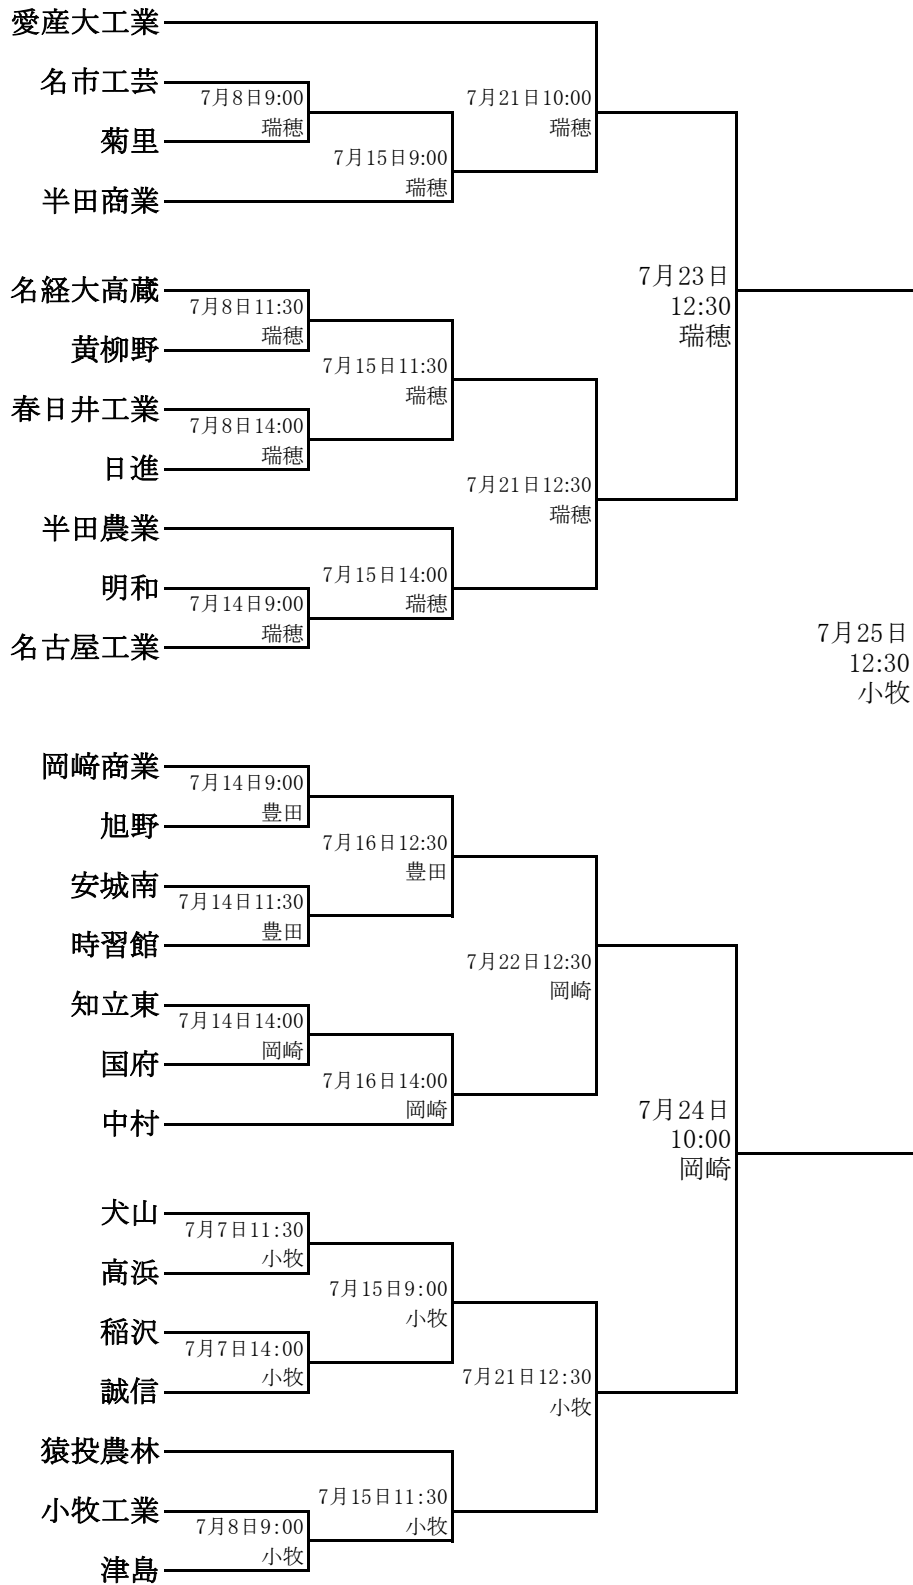 愛産大工業
名市工芸
7月8日9:00
7月21日10:00
瑞穂
瑞穂
菊里
7月15日9:00
瑞穂
半田商業
7月23日
12:30
瑞穂
名経大高蔵
7月8日11:30
瑞穂
黄柳野
7月15日11:30
瑞穂
春日井工業
7月8日14:00
瑞穂
日進
7月21日12:30
瑞穂
半田農業
7月15日14:00
瑞穂
明和
7月14日9:00
瑞穂
名古屋工業
7月25日
12:30
小牧
岡崎商業
7月14日9:00
豊田
旭野
7月16日12:30
豊田
安城南
7月14日11:30
豊田
時習館
7月22日12:30
岡崎
知立東
7月14日14:00
岡崎
国府
7月16日14:00
岡崎
中村
7月24日
10:00
岡崎
犬山
7月7日11:30
小牧
高浜
7月15日9:00
小牧
稲沢
7月7日14:00
小牧
誠信
7月21日12:30
小牧
猿投農林
7月15日11:30
小牧
小牧工業
7月8日9:00
小牧
津島